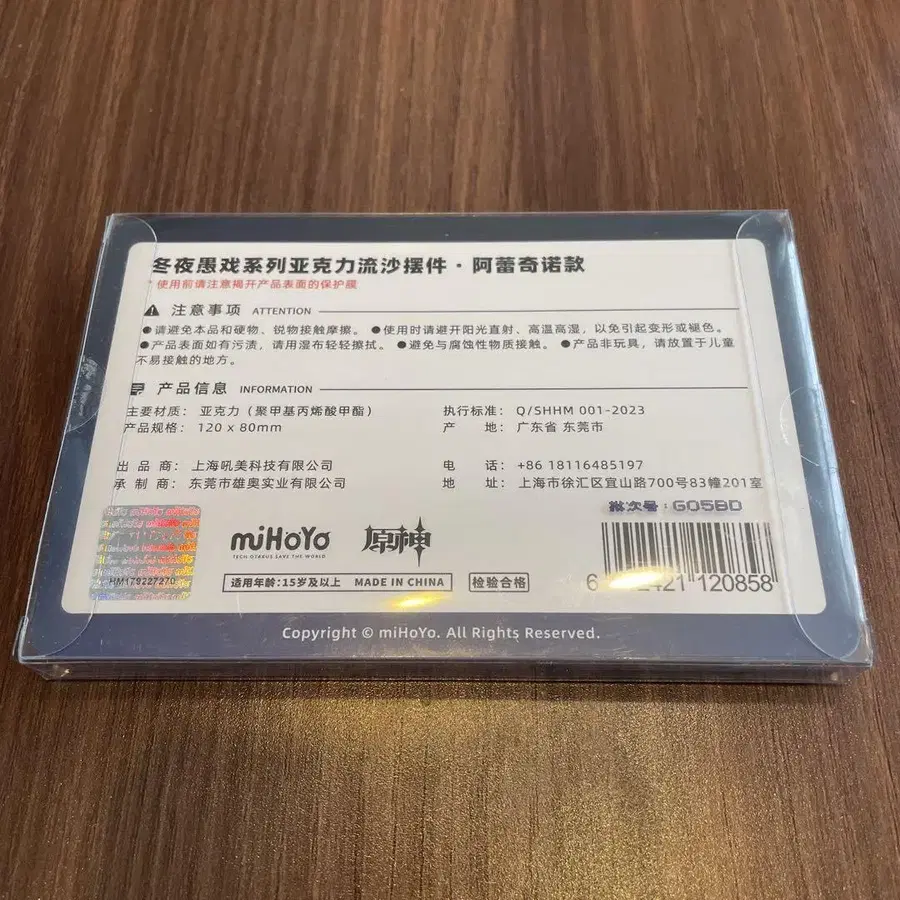 冬夜愚戏系列亚克力流沙摆件·阿蕾奇诺款
*使用前请注意揭开产品表面的保护膜
注意事项 ATTENTION
●请避免本品和硬物、锐物接触摩擦。 ●使用时请避开阳光直射、高温高湿，以免引起变形或褪色。
●产品表面如有污渍，请用湿布轻轻擦拭。 ●避免与腐蚀性物质接触。 ●产品非玩具，请放置于儿童
不易接触的地方。
产品信息 INFORMATION
主要材质： 亚克力（聚甲基丙烯酸甲酯） 执行标准： Q/SHHM 001-2023
产品规格： 120 x 80mm 产 地： 广东省 东莞市
出 品 商： 上海吼美科技有限公司 电 话： +86 18116485197
承 制 商： 东莞市雄奥实业有限公司 地 址： 上海市徐汇区宜山路700号83幢201室
批次号：G05BD
HM179227270
miHoYo
TECH OTAKUS SAVE THE WORLD
原神
适用年龄:15岁及以上 MADE IN CHINA
检验合格
6 2421 120858
Copyright © miHoYo. All Rights Reserved.